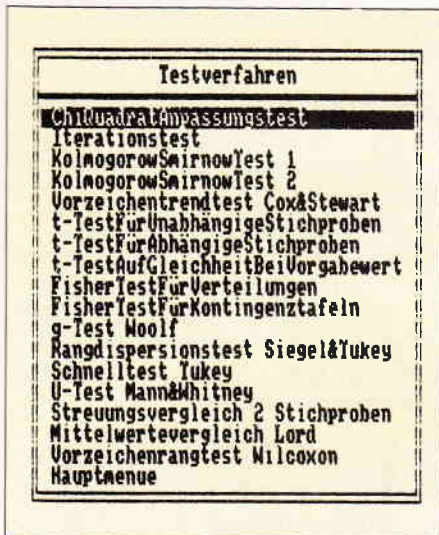 Testverfahren
ChiQuadratAnpassungstest
Iterationstest
KolmogorowSmirnowTest 1
KolmogorowSmirnowTest 2
Vorzeichentrendtest Cox&Stewart
t-TestFürUnabhängigeStichproben
t-TestFürAbhängigeStichproben
t-TestAufGleichheitBeiVorgabewert
FisherTestFürVerteilungen
FisherTestFürKontingenztafeln
g-Test Woolf
Rangdispersionstest Siegel&Tukey
Schnelltest Tukey
U-Test Mann&Whitney
Streuungsvergleich 2 Stichproben
Mittelwertevergleich Lord
Vorzeichenrangtest Wilcoxon
Hauptmenue